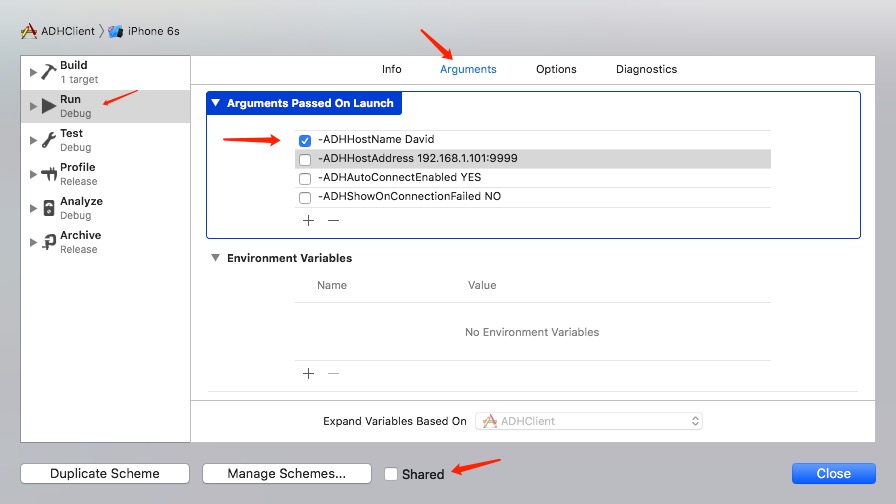 ADHClient
iPhone 6s
Build
1 target
Run
Debug
Test
Debug
Profile
Release
Analyze
Debug
Archive
Release
Info
Arguments
Options
Diagnostics
Arguments Passed On Launch
-ADHHostName David
-ADHHostAddress 192.168.1.101:9999
-ADHAutoConnectEnabled YES
-ADHShowOnConnectionFailed NO
Environment Variables
Name
Value
No Environment Variables
Expand Variables Based On
ADHClient
Duplicate Scheme
Manage Schemes...
Shared
Close